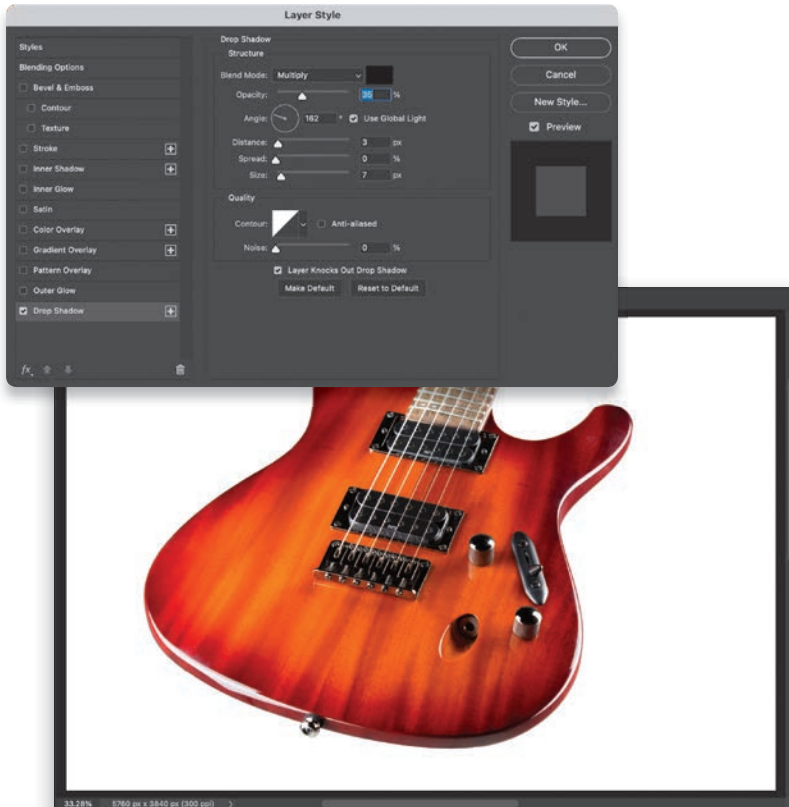 Layer Style
Styles
Blending Options
Bevel & Emboss
Contour
Texture
Stroke
Inner Shadow
Inner Glow
Satin
Color Overlay
Gradient Overlay
Pattern Overlay
Outer Glow
Drop Shadow
fx
Drop Shadow
Structure
Blend Mode: Multiply
Opacity: 35 %
Angle: 162 ° Use Global Light
Distance: 3 px
Spread: 0 %
Size: 7 px
Quality
Contour: Anti-aliased
Noise: 0 %
Layer Knocks Out Drop Shadow
Make Default Reset to Default
OK
Cancel
New Style...
Preview
33.28% 5760 px x 3840 px (300 ppi) >